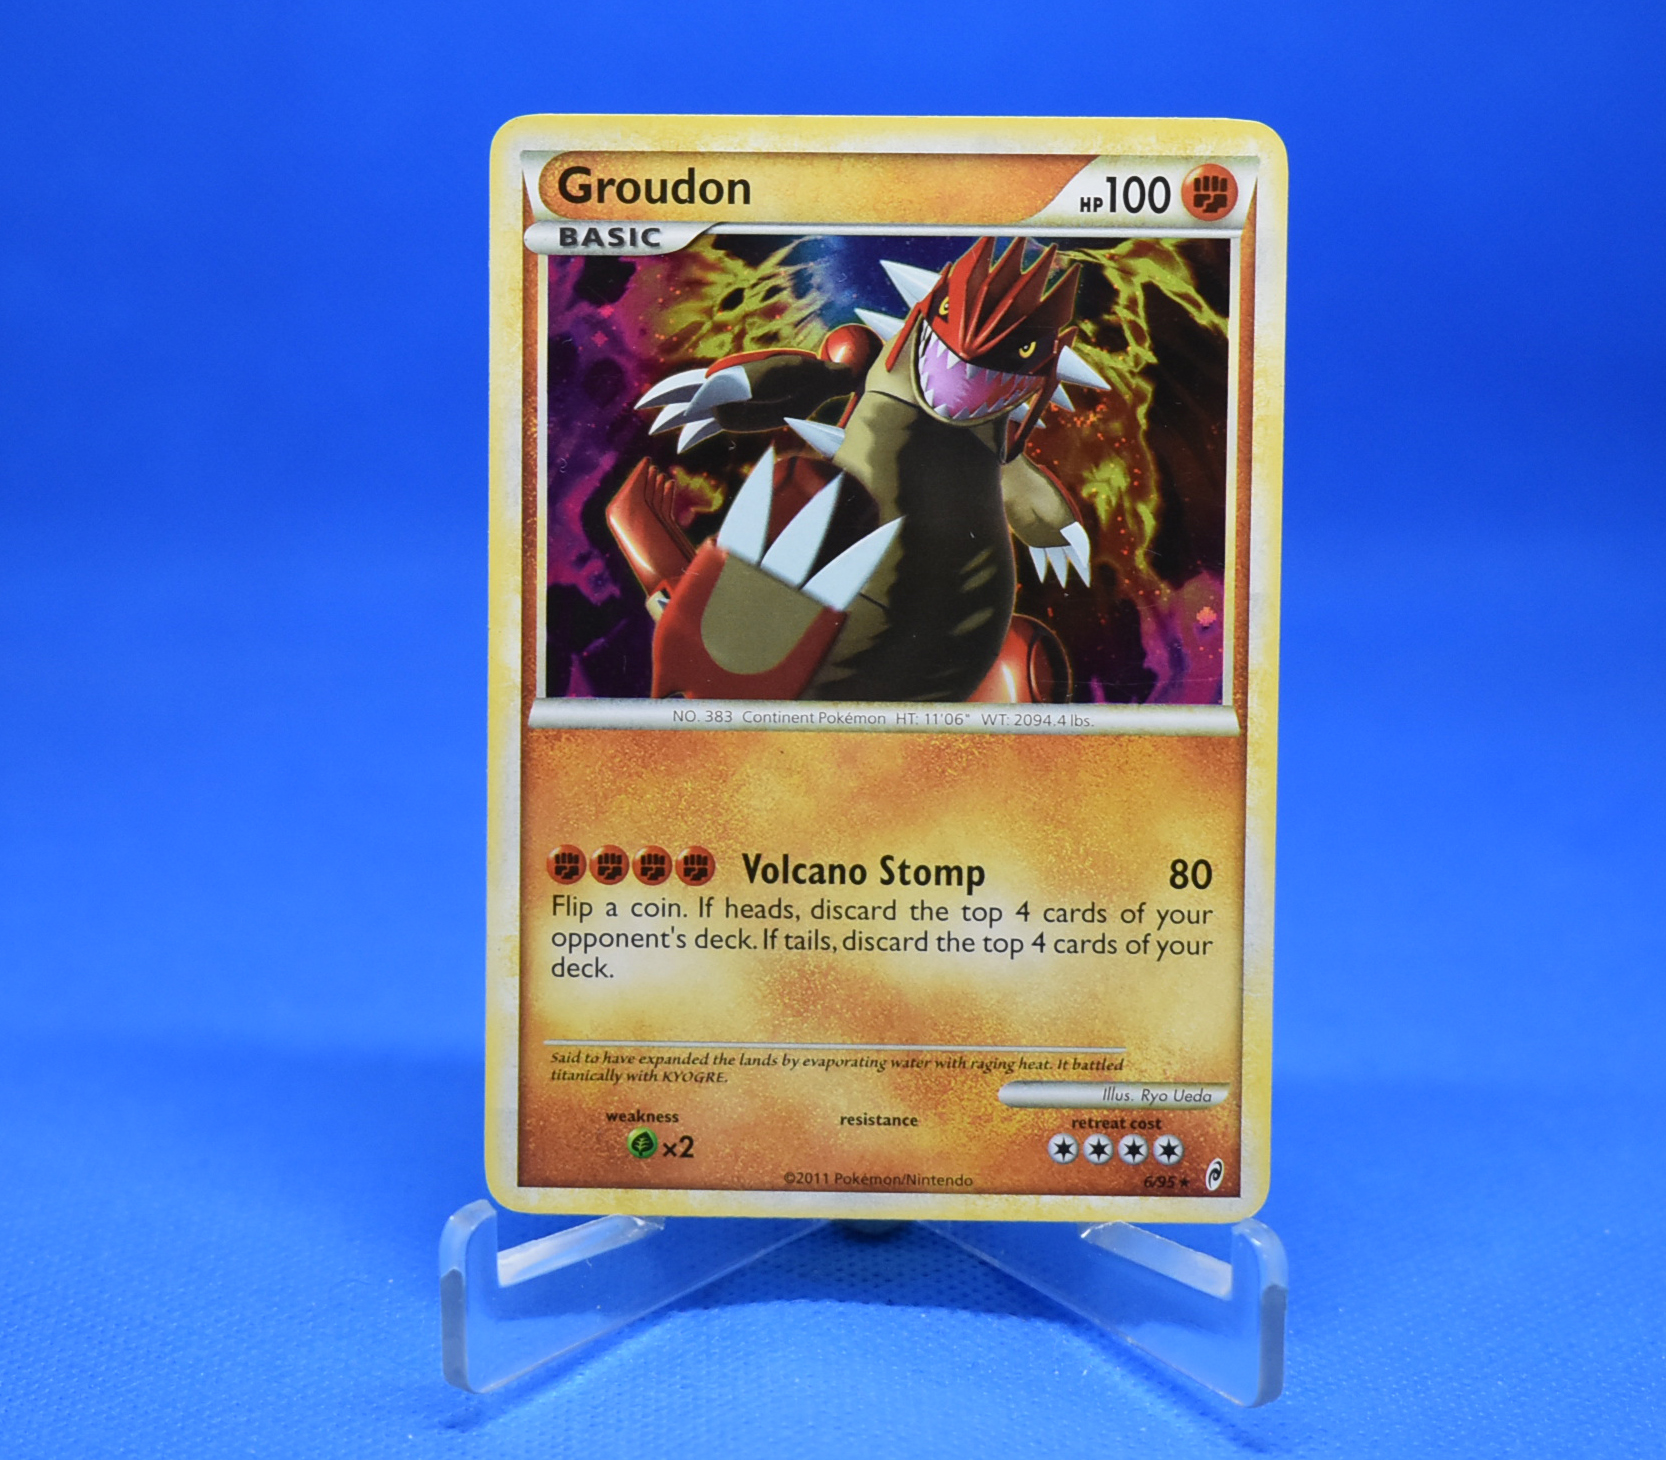 Groudon
HP 100
BASIC
NO. 383 Continent Pokémon HT: 11'06" WT: 2094.4 lbs.
Volcano Stomp 80
Flip a coin. If heads, discard the top 4 cards of your
opponent's deck. If tails, discard the top 4 cards of your
deck.
Said to have expanded the lands by evaporating water with raging heat. It battled
titanically with KYOGRE.
Illus. Ryo Ueda
weakness resistance retreat cost
×2
©2011 Pokémon/Nintendo 6/95 ★